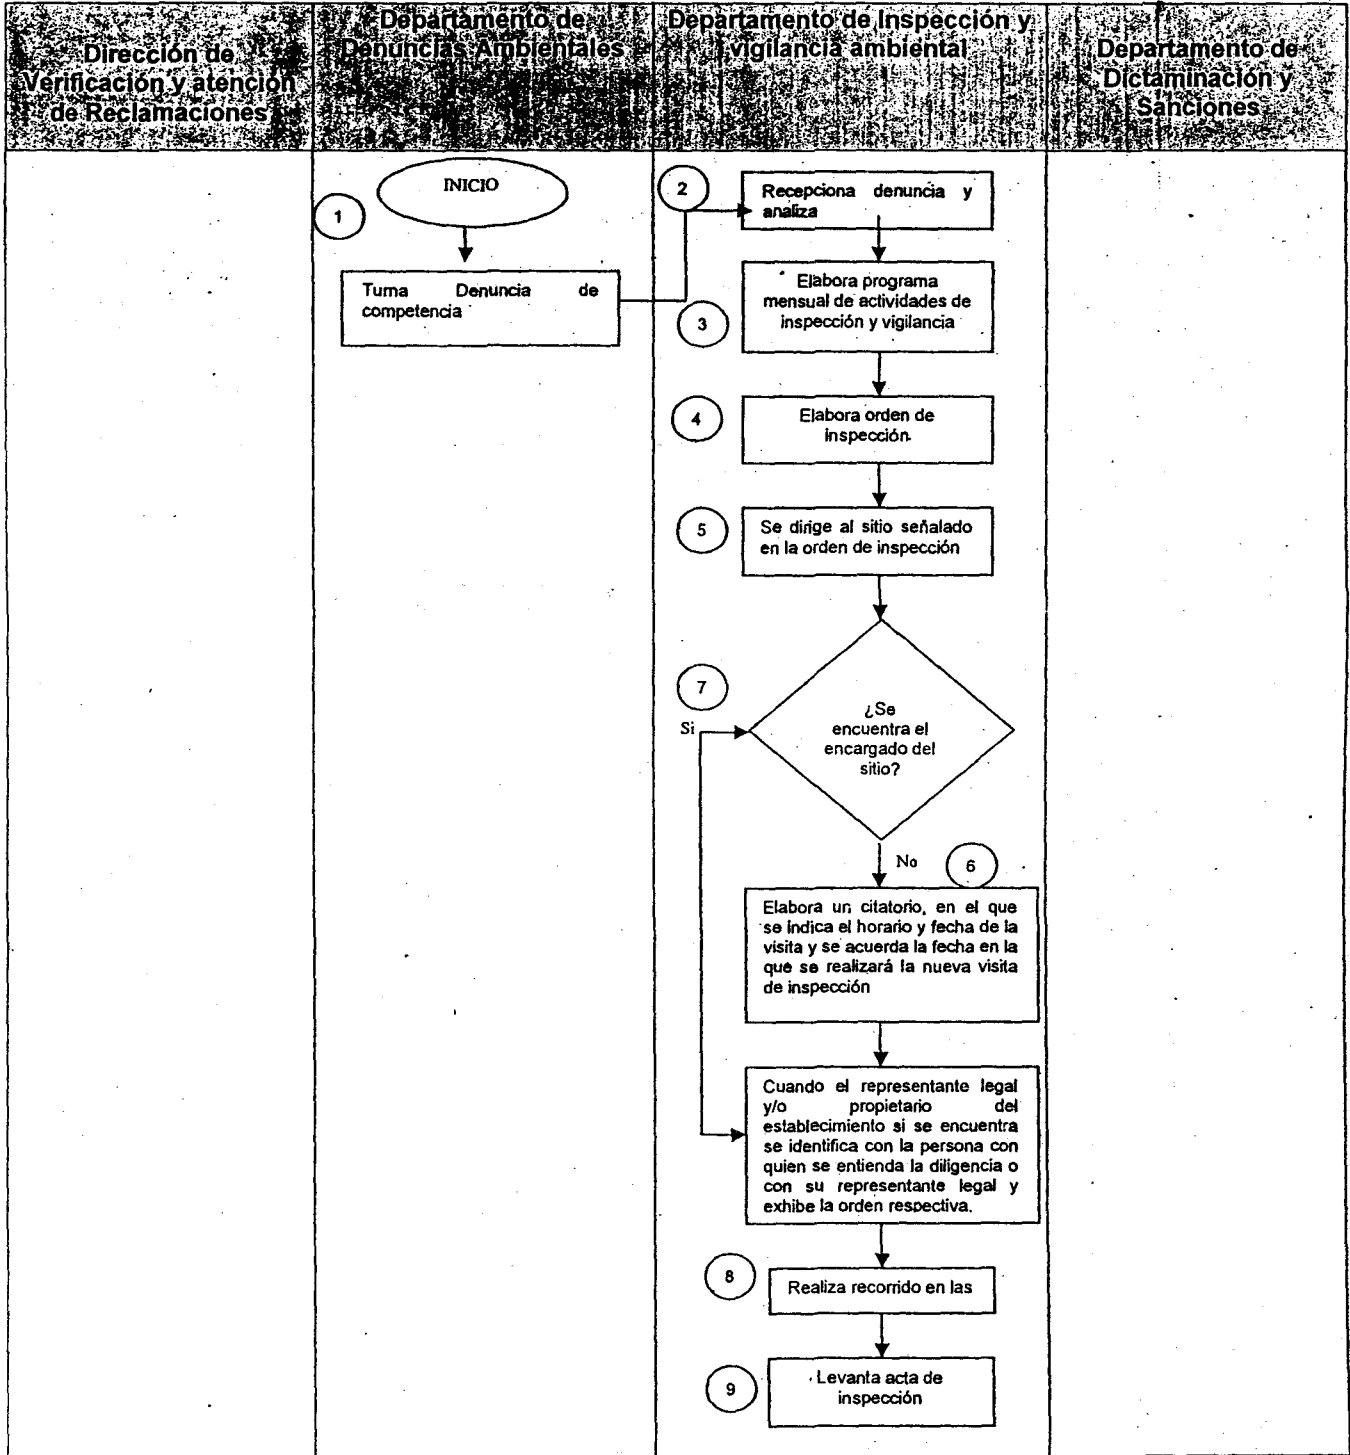 Dirección de
Verificación y atención
de Reclamaciones
Departamento de
Denuncias Ambientales
Departamento de Inspección y
vigilancia ambiental
Departamento de
Dictaminación y
Sanciones
INICIO
1
Turna Denuncia de
competencia
2
Recepciona denuncia y
analiza
3
Elabora programa
mensual de actividades de
inspección y vigilancia
4
Elabora orden de
inspección.
5
Se dirige al sitio señalado
en la orden de inspección
7
Si
¿Se
encuentra el
encargado del
sitio?
No
6
Elabora un citatorio, en el que
se indica el horario y fecha de la
visita y se acuerda la fecha en la
que se realizará la nueva visita
de inspección
Cuando el representante legal
y/o propietario del
establecimiento si se encuentra
se identifica con la persona con
quien se entienda la diligencia o
con su representante legal y
exhibe la orden respectiva.
8
Realiza recorrido en las
9
Levanta acta de
inspección